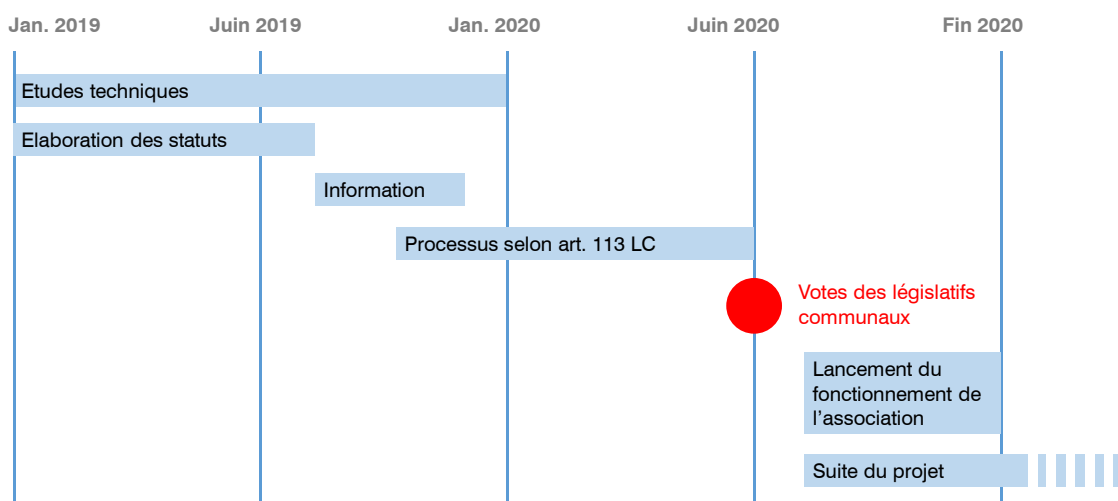 Jan. 2019
Juin 2019
Jan. 2020
Juin 2020
Fin 2020
Etudes techniques
Elaboration des statuts
Information
Processus selon art. 113 LC
Votes des législatifs
communaux
Lancement du
fonctionnement de
l’association
Suite du projet